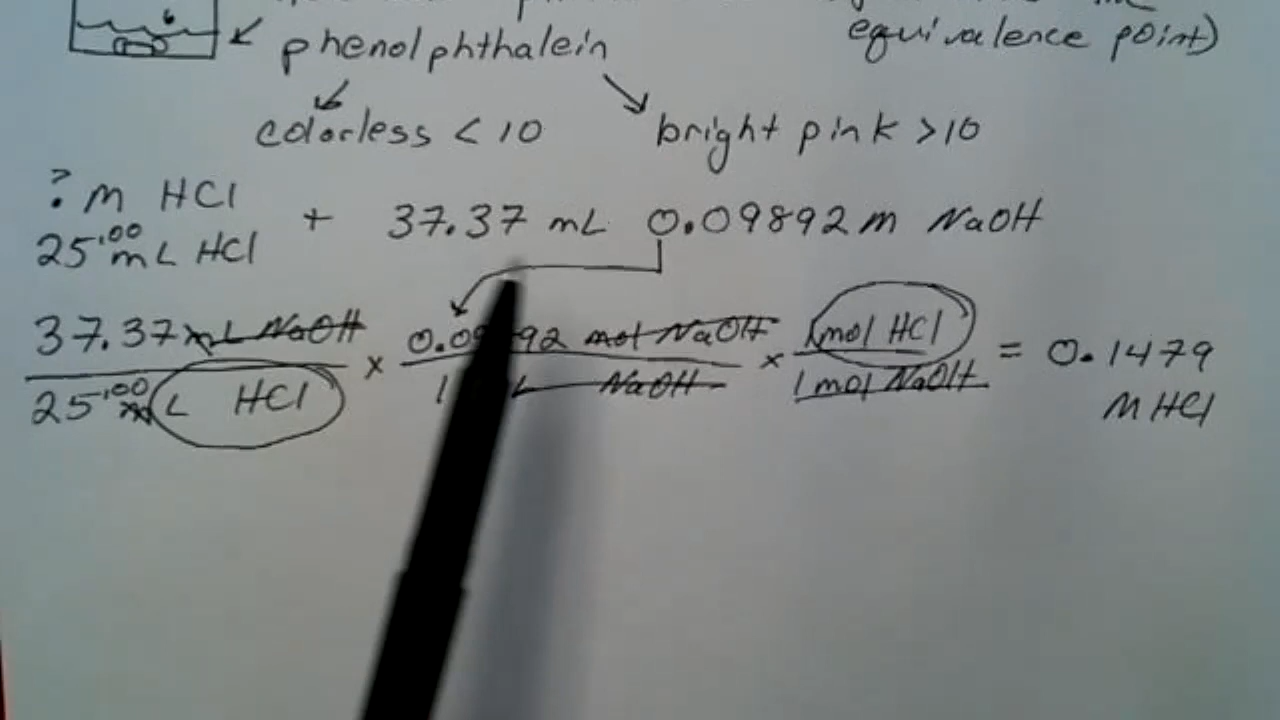 phenolphthalein
equivalence point)
colorless < 10
bright pink > 10
? M HCl
25.00 mL HCl
+ 37.37 mL 0.09892 M NaOH
37.37 mL NaOH
25.00 mL HCl
×
mol NaOH
L NaOH
×
1 mol HCl
1 mol NaOH
= 0.1479
M HCl